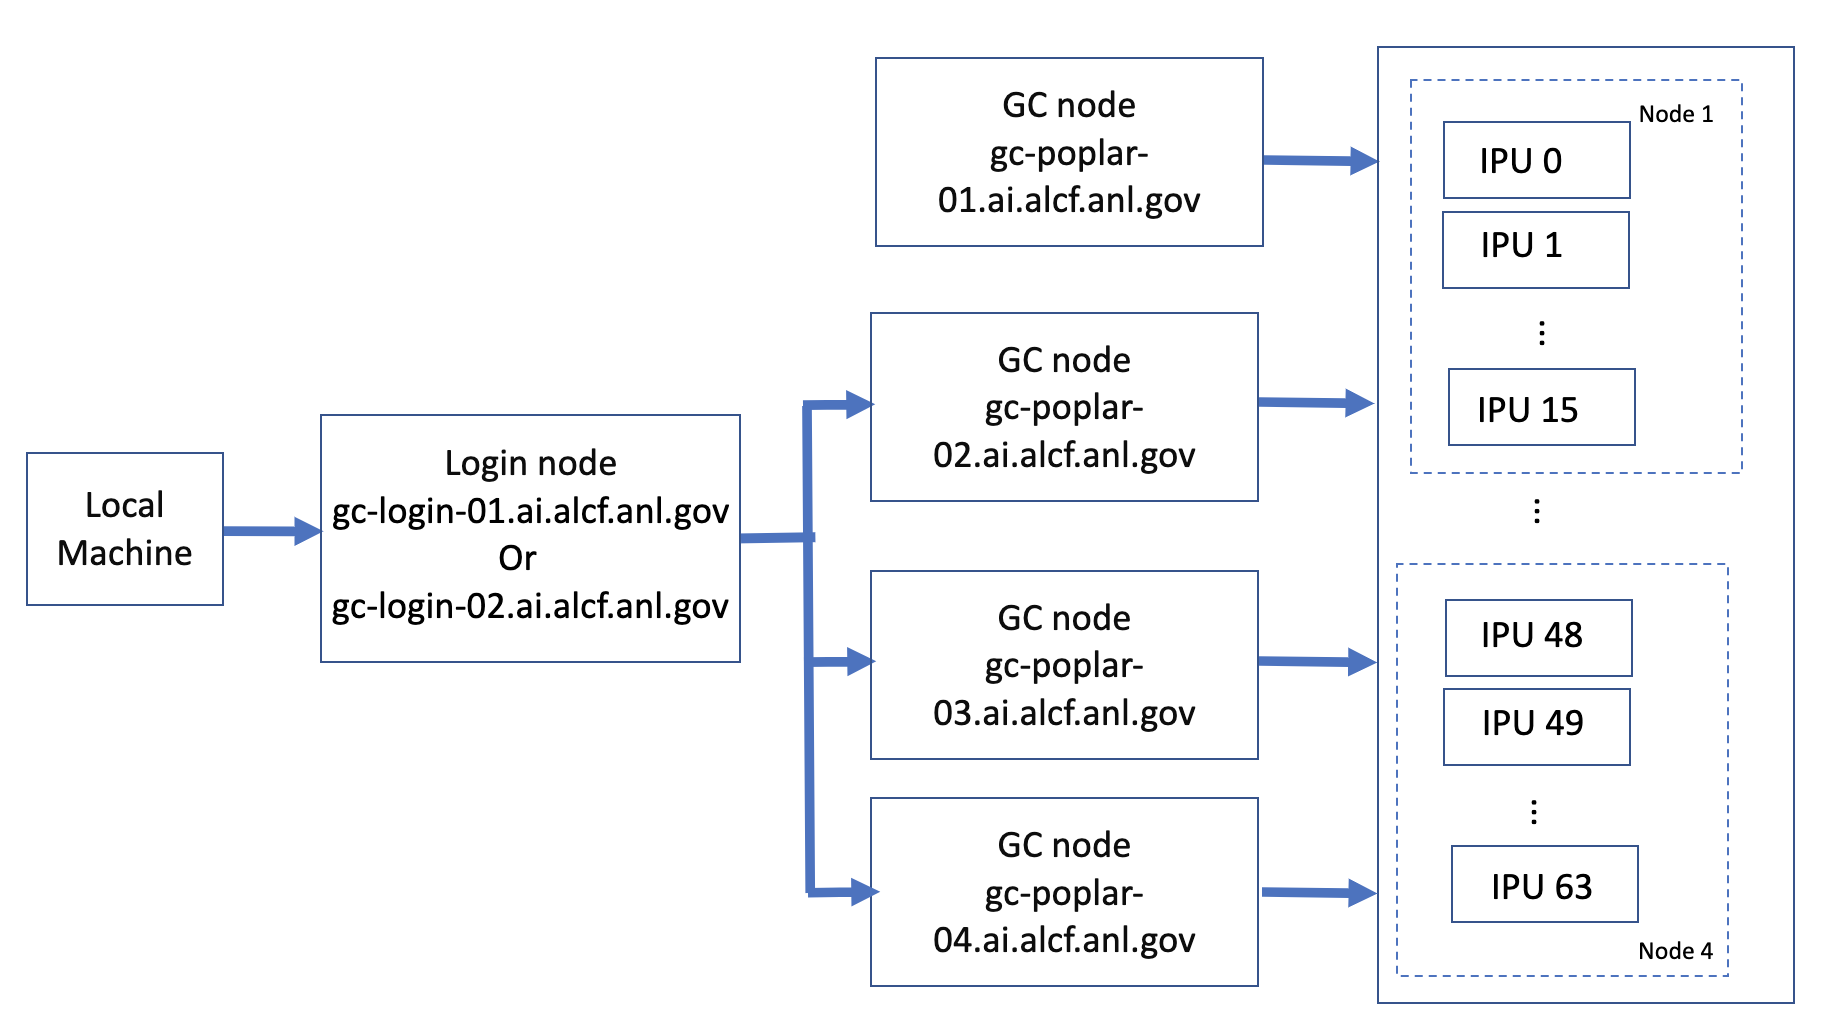 Local
Machine
Login node
gc-login-01.ai.alcf.anl.gov
Or
gc-login-02.ai.alcf.anl.gov
GC node
gc-poplar-
01.ai.alcf.anl.gov
GC node
gc-poplar-
02.ai.alcf.anl.gov
GC node
gc-poplar-
03.ai.alcf.anl.gov
GC node
gc-poplar-
04.ai.alcf.anl.gov
Node 1
IPU 0
IPU 1
...
IPU 15
...
IPU 48
IPU 49
...
IPU 63
Node 4